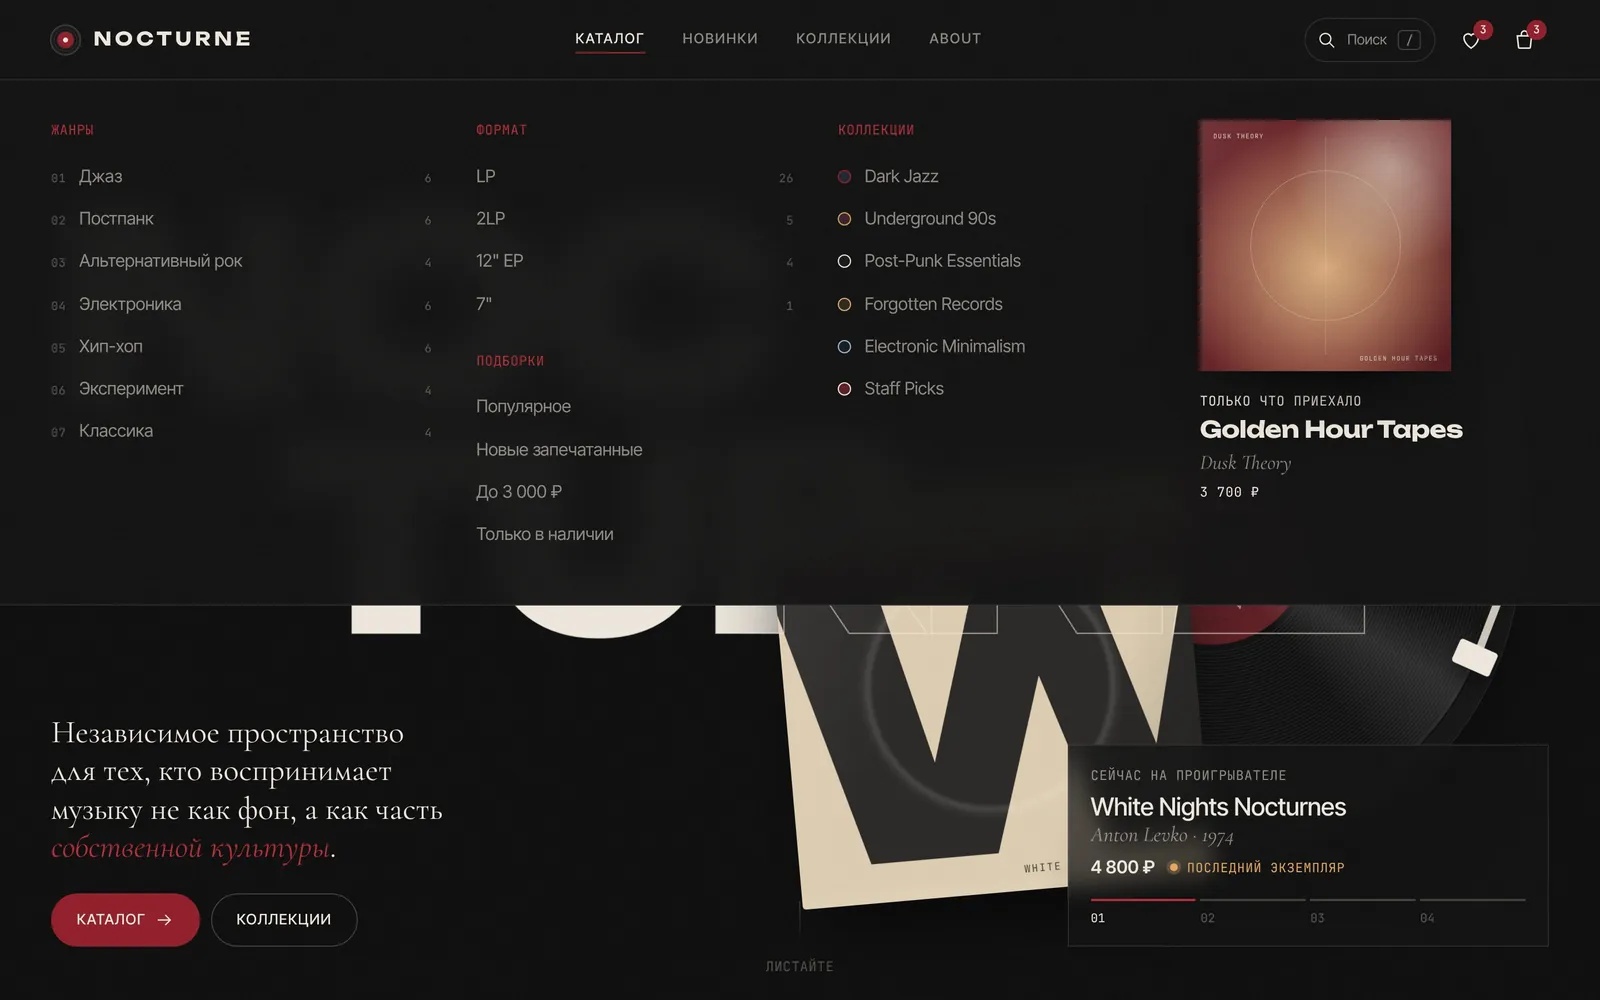 NOCTURNE
КАТАЛОГ
НОВИНКИ
КОЛЛЕКЦИИ
ABOUT
Поиск /
3
3
ЖАНРЫ
01 Джаз 6
02 Постпанк 6
03 Альтернативный рок 4
04 Электроника 6
05 Хип-хоп 6
06 Эксперимент 4
07 Классика 4
ФОРМАТ
LP 26
2LP 5
12" EP 4
7" 1
ПОДБОРКИ
Популярное
Новые запечатанные
До 3 000 ₽
Только в наличии
КОЛЛЕКЦИИ
Dark Jazz
Underground 90s
Post-Punk Essentials
Forgotten Records
Electronic Minimalism
Staff Picks
DUSK THEORY
GOLDEN HOUR TAPES
ТОЛЬКО ЧТО ПРИЕХАЛО
Golden Hour Tapes
Dusk Theory
3 700 ₽
Независимое пространство
для тех, кто воспринимает
музыку не как фон, а как часть
собственной культуры.
КАТАЛОГ →
КОЛЛЕКЦИИ
W
WHITE
СЕЙЧАС НА ПРОИГРЫВАТЕЛЕ
White Nights Nocturnes
Anton Levko · 1974
4 800 ₽ ПОСЛЕДНИЙ ЭКЗЕМПЛЯР
01 02 03 04
ЛИСТАЙТЕ